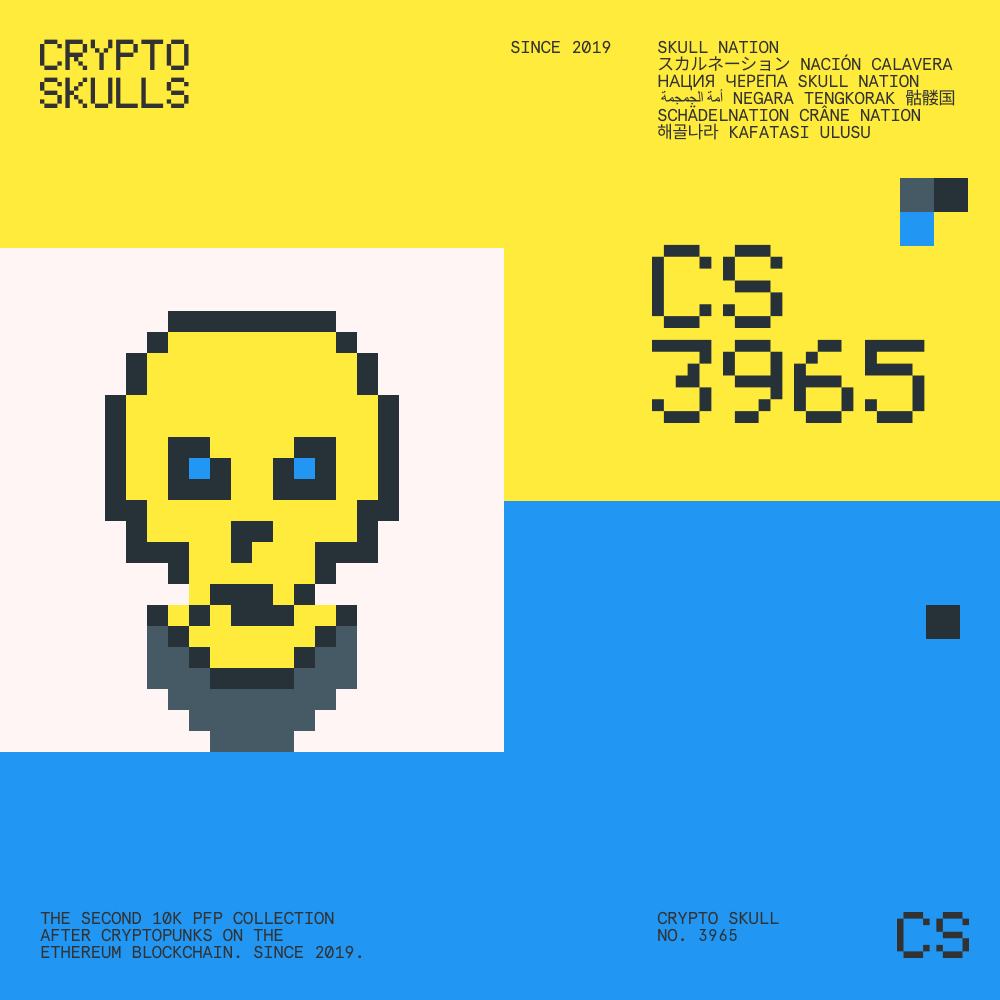 CRYPTO
SKULLS
SINCE 2019
SKULL NATION
スカルネーション NACIÓN CALAVERA
НАЦИЯ ЧЕРЕПА SKULL NATION
أمة الجمجمة NEGARA TENGKORAK 骷髅国
SCHÄDELNATION CRÂNE NATION
해골나라 KAFATASI ULUSU
CS
3965
THE SECOND 10K PFP COLLECTION
AFTER CRYPTOPUNKS ON THE
ETHEREUM BLOCKCHAIN. SINCE 2019.
CRYPTO SKULL
NO. 3965
CS